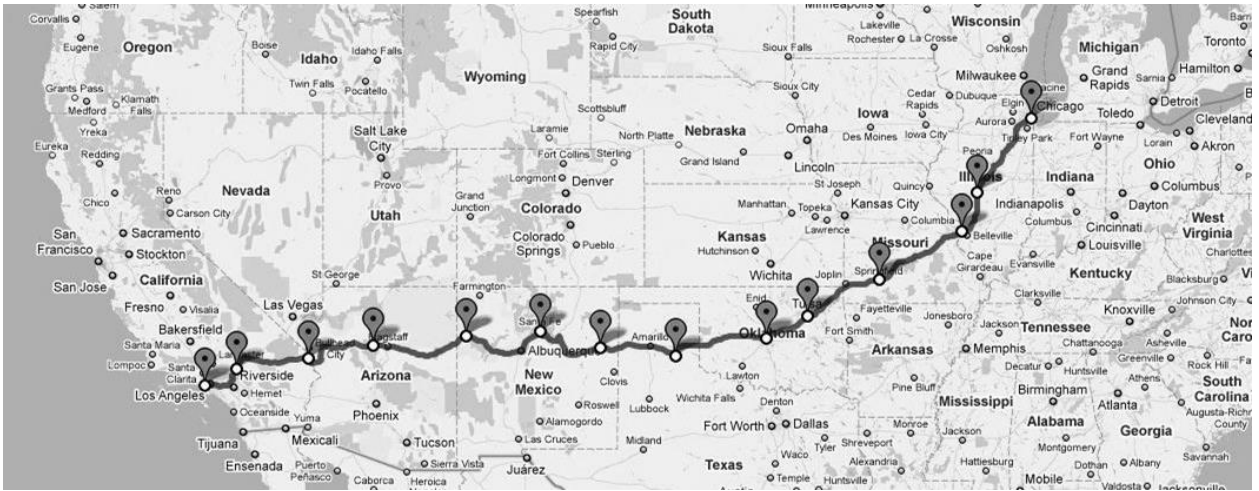 Salem
Corvallis
Eugene
Oregon
Grants Pass
Medford
Klamath
Falls
Yreka
Eureka
Redding
Chico
Reno
Carson City
Sacramento
Stockton
San
Francisco
San Jose
California
Fresno
Visalia
Bakersfield
Santa Maria
Lompoc
Santa
Clarita
Los Angeles
Riverside
Hemet
Oceanside
Tijuana
Mexicali
Ensenada
Yuma
Puerto
Peñasco
Boise
Idaho
Idaho Falls
Twin Falls
Pocatello
Nevada
Salt Lake
City
Provo
Utah
St George
Las Vegas
City
Arizona
Phoenix
Tucson
Sierra Vista
Caborca
Heroica
Wyoming
Laramie
Fort Collins
Longmont
Sterling
Denver
Grand
Junction
Colorado
Colorado
Springs
Pueblo
Farmington
Albuquerque
New
Mexico
Clovis
Roswell
Alamogordo
Las Cruces
Juárez
Spearfish
Rapid City
South
Dakota
Scottsbluff
North Platte
Nebraska
Grand Island
Sioux Falls
Sioux City
Omaha
Lincoln
Manhattan
Topeka
Lawrence
St Joseph
Kansas City
Kansas
Hutchinson
Wichita
Enid
Tulsa
Joplin
Oklahoma
Amarillo
Lawton
Wichita Falls
Lubbock
Midland
Denton
Fort Worth
Dallas
Tyler
Waco
Temple
Texas
Minneapolis
Lakeville
Rochester
La Crosse
Wisconsin
Oshkosh
Milwaukee
Iowa
Cedar
Rapids
Dubuque
Des Moines
Iowa City
Elgin
Aurora
Chicago
Tinley Park
Peoria
Illinois
Quincy
Columbia
Missouri
Springfield
Belleville
Cape
Girardeau
Fayetteville
Fort Smith
Arkansas
Jonesboro
Pine Bluff
Monroe
Shreveport
Alexandria
Huntsville
Michigan
Grand
Rapids
Sarnia
Toronto
Hamilton
Detroit
Toledo
Cleveland
Lorain
Akron
Fort Wayne
Ohio
Indiana
Indianapolis
Columbus
Columbus
Dayton
Cincinnati
West
Virginia
Louisville
Evansville
Kentucky
Clarksville
Blacksburg
Johnson City
Knoxville
Tennessee
Jackson
Memphis
Chattanooga
Decatur
Huntsville
Asheville
Greenville
Rock Hill
Mississippi
Birmingham
Alabama
Athens
Atlanta
South
Carolina
Jackson
Montgomery
Georgia
Hattiesburg
Dothan
Albany
Savannah
Mobile
Valdosta
Jacksonville